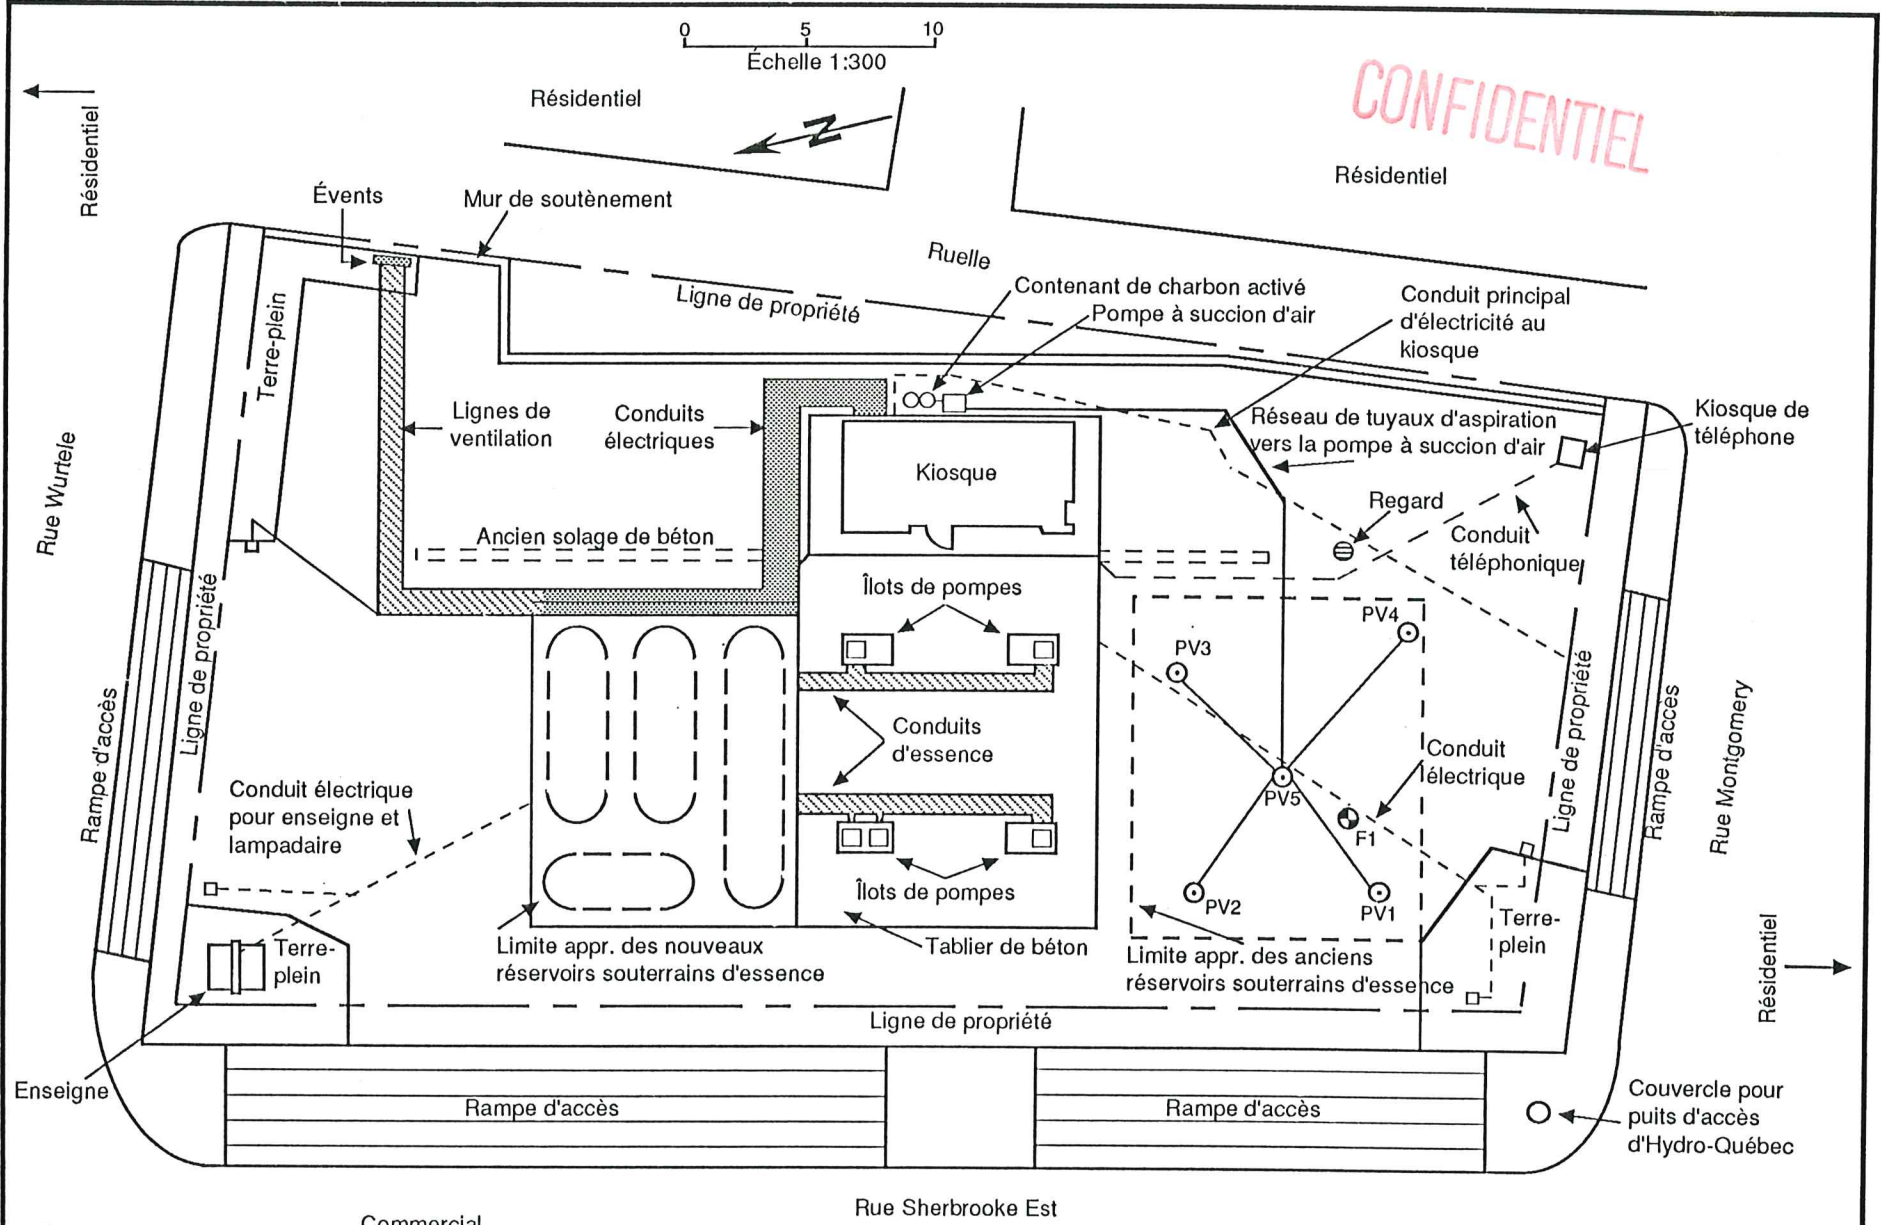 0 5 10
Échelle 1:300
CONFIDENTIEL
Résidentiel
Résidentiel
N
Résidentiel
Évents
Mur de soutènement
Ruelle
Ligne de propriété
Contenant de charbon activé
Pompe à succion d'air
Conduit principal
d'électricité au
kiosque
Terre-plein
Lignes de
ventilation
Conduits
électriques
Réseau de tuyaux d'aspiration
vers la pompe à succion d'air
Kiosque de
téléphone
Kiosque
Regard
Rue Wurtele
Ancien solage de béton
Conduit
téléphonique
Îlots de pompes
PV4
PV3
Ligne de propriété
Rampe d'accès
Conduits
d'essence
Conduit
électrique
Ligne de propriété
Rampe d'accès
Rue Montgomery
Conduit électrique
pour enseigne et
lampadaire
PV5
F1
Îlots de pompes
PV2
PV1
Terre-
plein
Terre-
plein
Limite appr. des nouveaux
réservoirs souterrains d'essence
Tablier de béton
Limite appr. des anciens
réservoirs souterrains d'essence
Résidentiel
Ligne de propriété
Enseigne
Rampe d'accès
Rampe d'accès
Couvercle pour
puits d'accès
d'Hydro-Québec
Rue Sherbrooke Est
Commercial